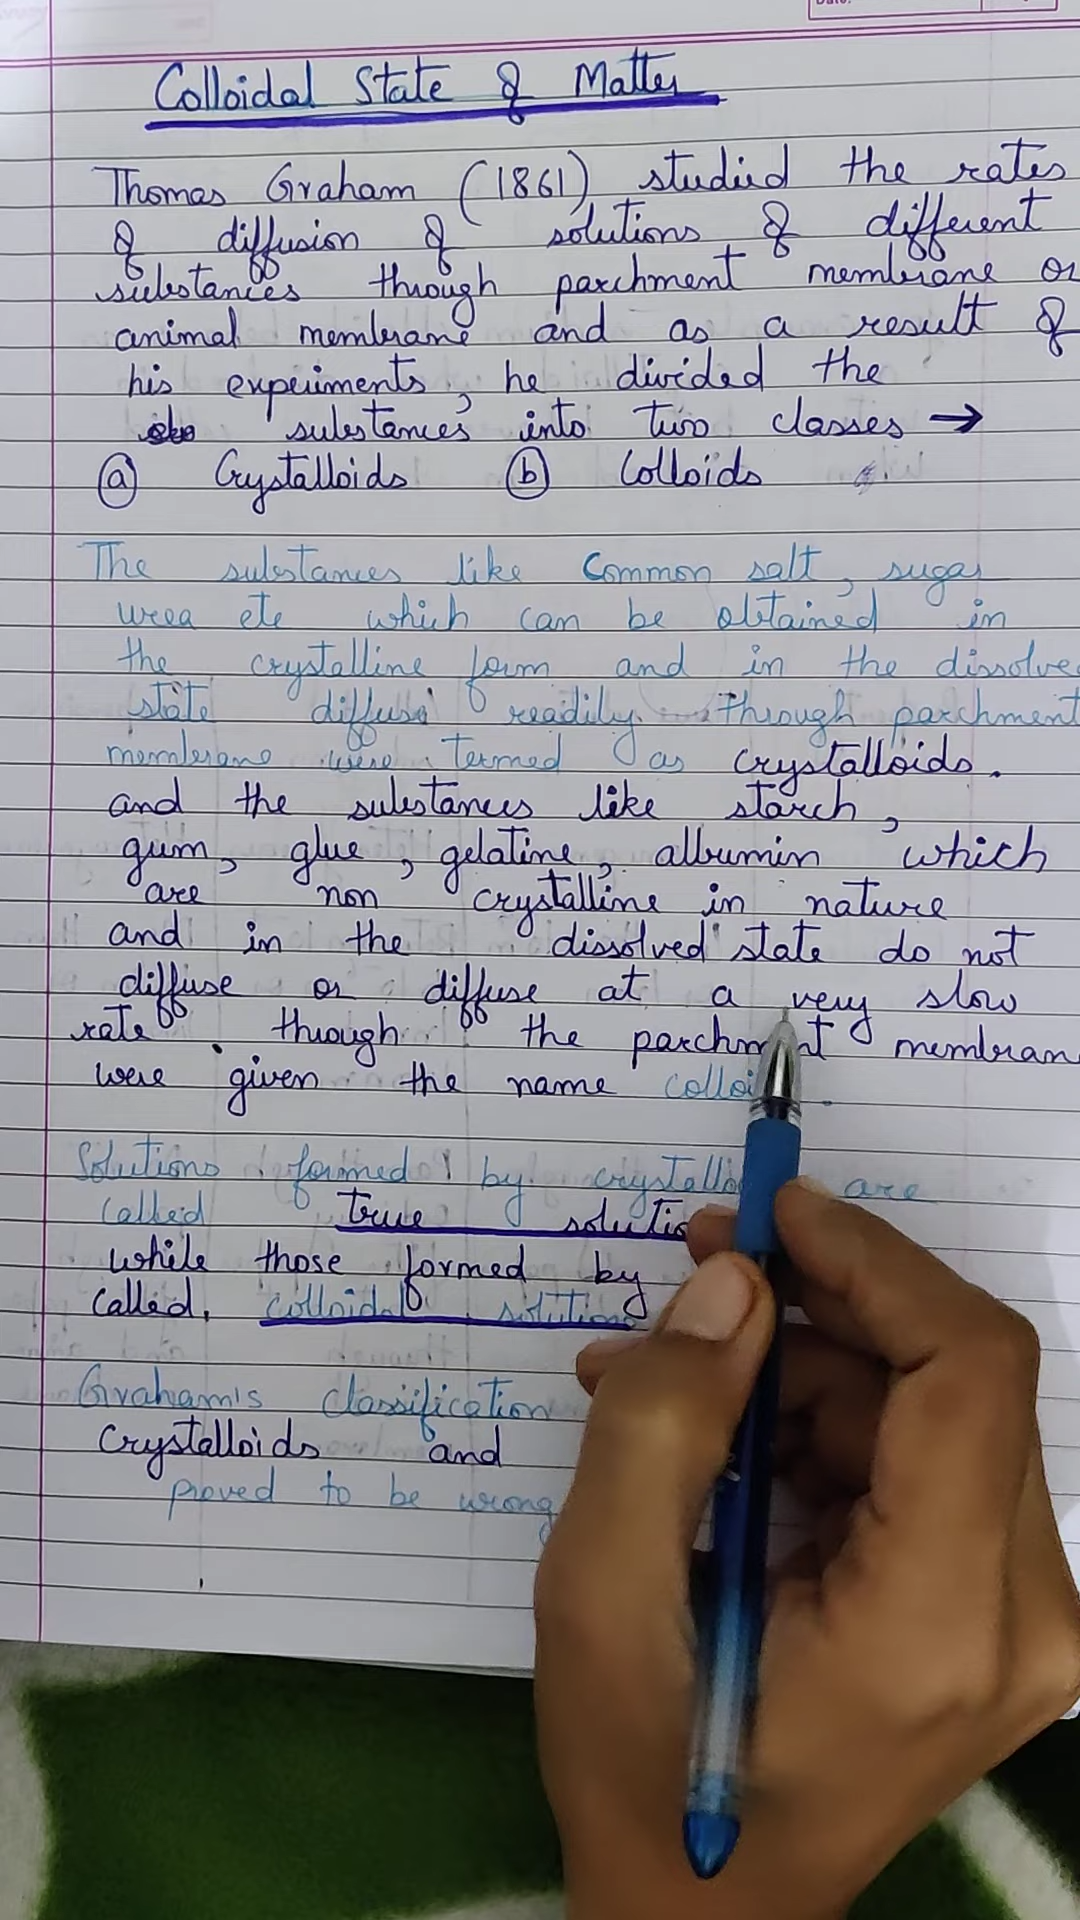 Date:
Colloidal State of Matter
Thomas Graham (1861) studied the rates
of diffusion of solutions of different
substances through parchment membrane or
animal membrane and as a result of
his experiments, he divided the
substances into two classes →
(a) Crystalloids (b) Colloids
The substances like Common salt, sugar
urea etc which can be obtained in
the crystalline form and in the dissolve
state diffuse readily through parchment
membrane were termed as crystalloids.
and the substances like starch,
gum, glue, gelatine, albumin which
are non crystalline in nature
and in the dissolved state do not
diffuse or diffuse at a very slow
rate through the parchment membran
were given the name colloi
Solutions formed by crystallo are
called true solutio
while those formed by
called. colloidal solutions
Graham's classification
Crystalloids and
proved to be wrong